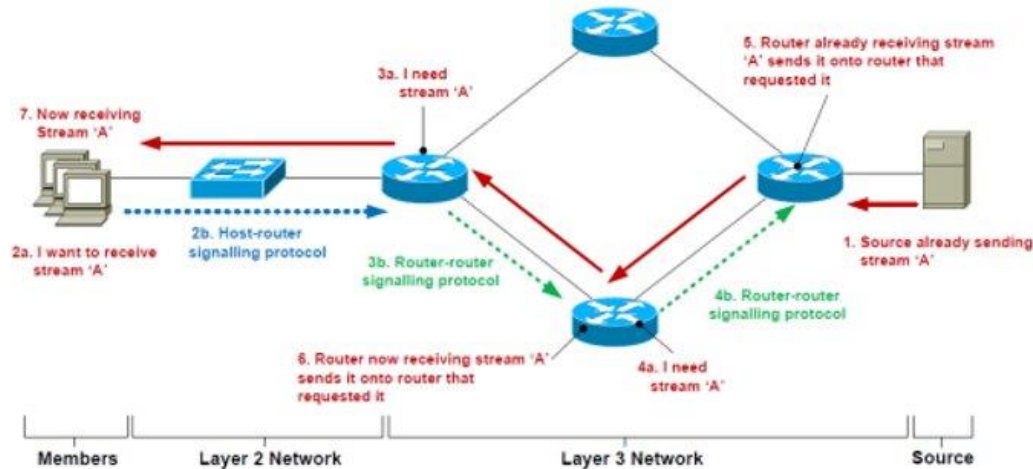 3a. I need
stream ‘A’
5. Router already receiving stream
‘A’ sends it onto router that
requested it
7. Now receiving
Stream ‘A’
2a. I want to receive
stream ‘A’
2b. Host-router
signalling protocol
3b. Router-router
signalling protocol
1. Source already sending
stream ‘A’
4b. Router-router
signalling protocol
6. Router now receiving stream ‘A’
sends it onto router that
requested it
4a. I need
stream ‘A’
Members
Layer 2 Network
Layer 3 Network
Source